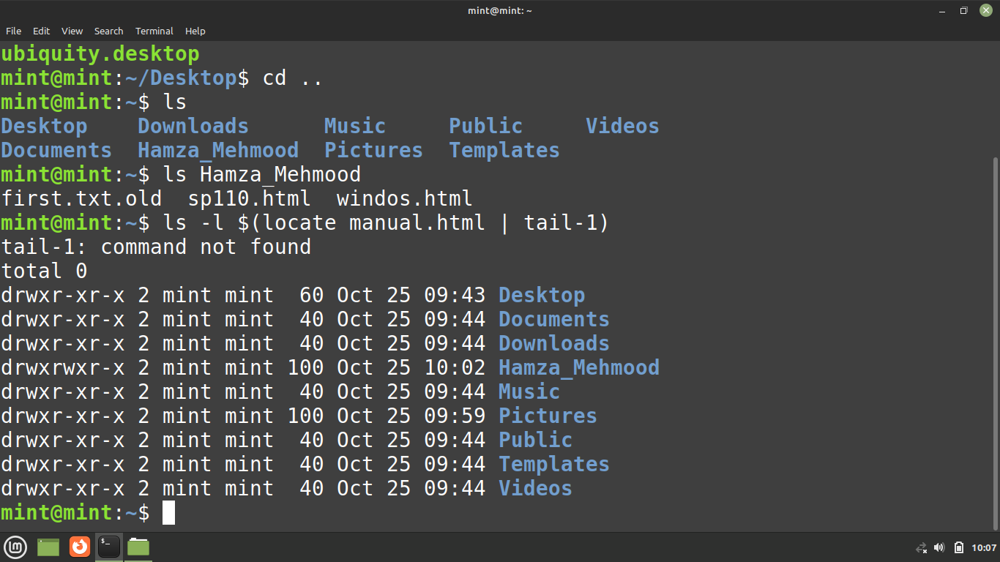 mint@mint: ~
File Edit View Search Terminal Help
ubiquity.desktop
mint@mint:~/Desktop$ cd ..
mint@mint:~$ ls
Desktop    Downloads      Music     Public     Videos
Documents  Hamza_Mehmood  Pictures  Templates
mint@mint:~$ ls Hamza_Mehmood
first.txt.old  sp110.html  windos.html
mint@mint:~$ ls -l $(locate manual.html | tail-1)
tail-1: command not found
total 0
drwxr-xr-x 2 mint mint  60 Oct 25 09:43 Desktop
drwxr-xr-x 2 mint mint  40 Oct 25 09:44 Documents
drwxr-xr-x 2 mint mint  40 Oct 25 09:44 Downloads
drwxrwxr-x 2 mint mint 100 Oct 25 10:02 Hamza_Mehmood
drwxr-xr-x 2 mint mint  40 Oct 25 09:44 Music
drwxr-xr-x 2 mint mint 100 Oct 25 09:59 Pictures
drwxr-xr-x 2 mint mint  40 Oct 25 09:44 Public
drwxr-xr-x 2 mint mint  40 Oct 25 09:44 Templates
drwxr-xr-x 2 mint mint  40 Oct 25 09:44 Videos
mint@mint:~$
10:07